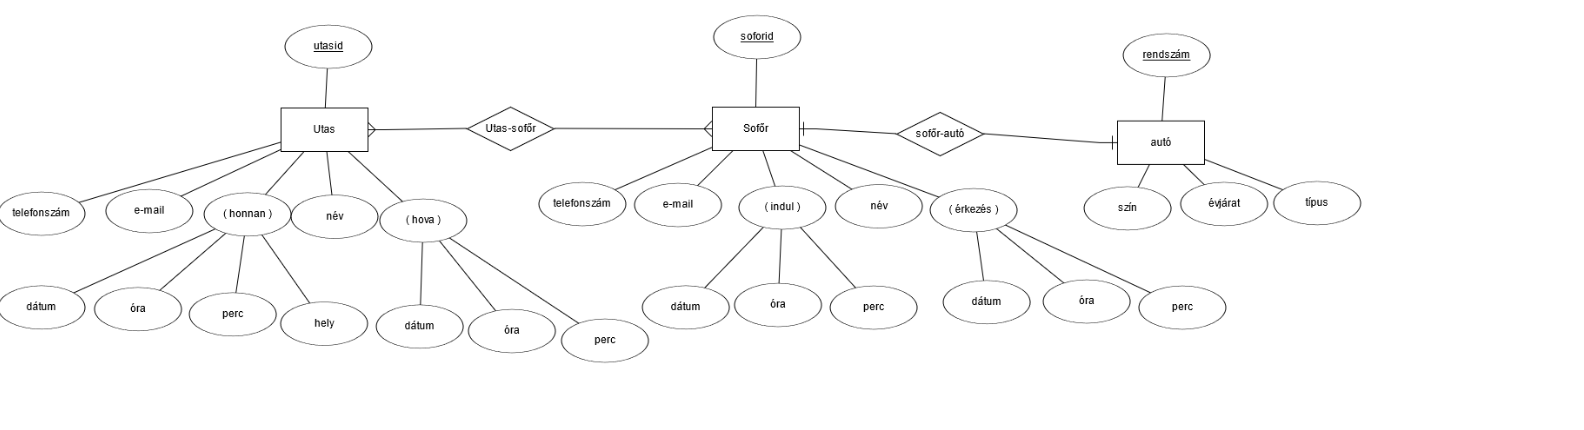 utasid
soforid
rendszám
Utas
Utas-sofőr
Sofőr
sofőr-autó
autó
telefonszám
e-mail
( honnan )
név
( hova )
telefonszám
e-mail
( indul )
név
( érkezés )
szín
évjárat
típus
dátum
óra
perc
hely
dátum
óra
perc
dátum
óra
perc
dátum
óra
perc